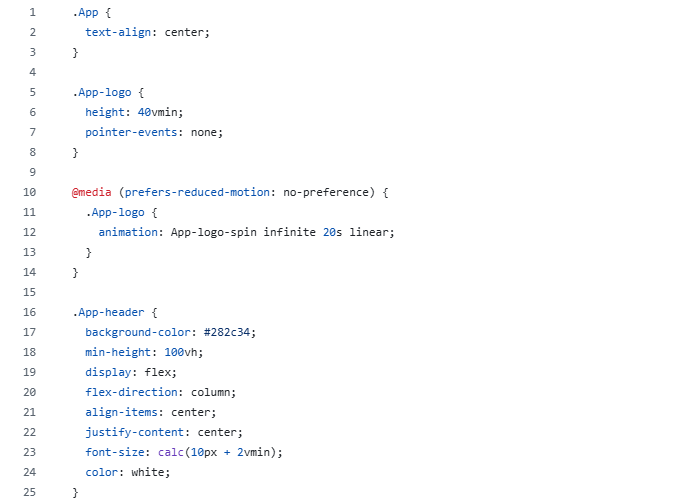 1 .App {
2   text-align: center;
3 }
4
5 .App-logo {
6   height: 40vmin;
7   pointer-events: none;
8 }
9
10 @media (prefers-reduced-motion: no-preference) {
11   .App-logo {
12     animation: App-logo-spin infinite 20s linear;
13   }
14 }
15
16 .App-header {
17   background-color: #282c34;
18   min-height: 100vh;
19   display: flex;
20   flex-direction: column;
21   align-items: center;
22   justify-content: center;
23   font-size: calc(10px + 2vmin);
24   color: white;
25 }